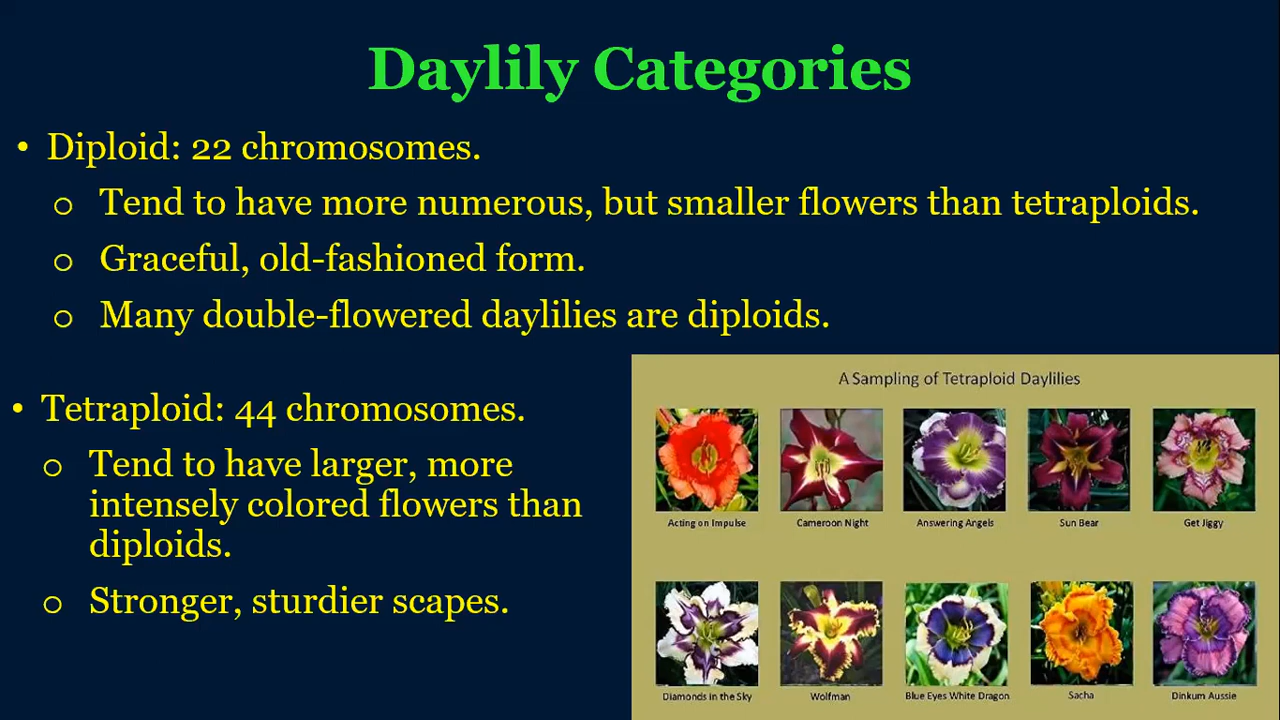 Daylily Categories
• Diploid: 22 chromosomes.
o Tend to have more numerous, but smaller flowers than tetraploids.
o Graceful, old-fashioned form.
o Many double-flowered daylilies are diploids.
• Tetraploid: 44 chromosomes.
o Tend to have larger, more
intensely colored flowers than
diploids.
o Stronger, sturdier scapes.
A Sampling of Tetraploid Daylilies
Acting on Impulse
Cameroon Night
Answering Angels
Sun Bear
Get Jiggy
Diamonds in the Sky
Wolfman
Blue Eyes White Dragon
Sacha
Dinkum Aussie